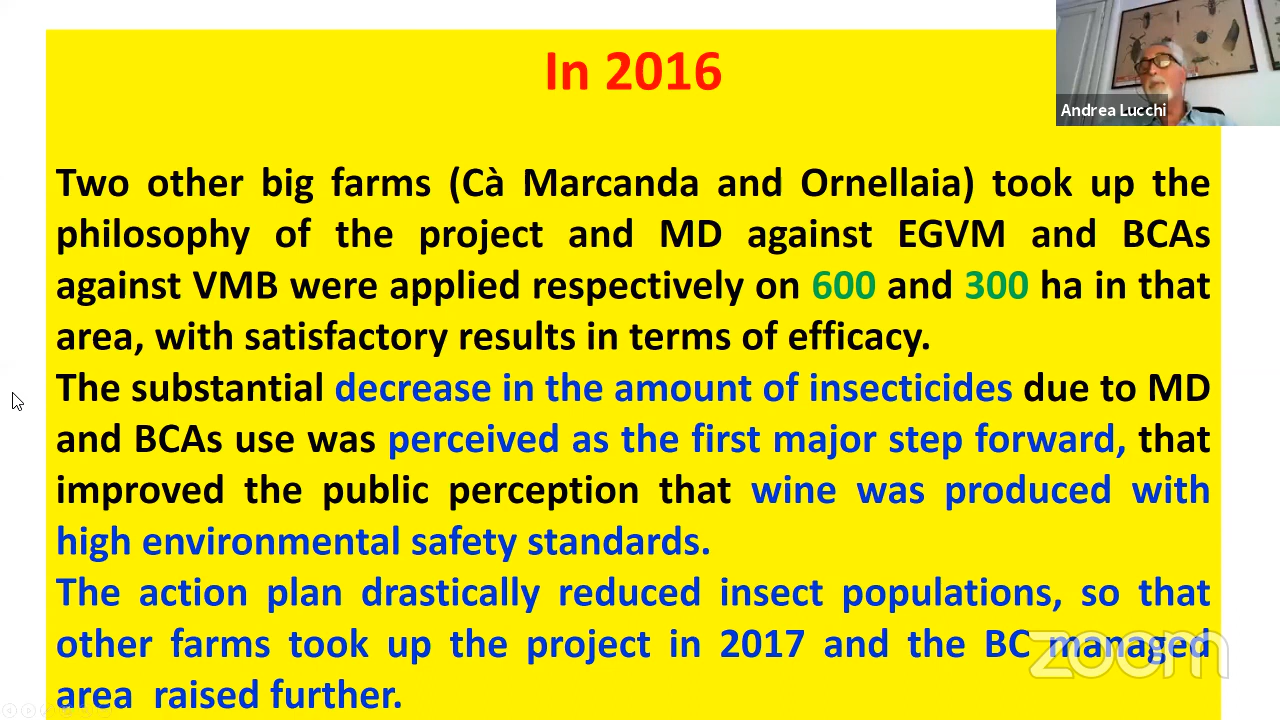 In 2016
Andrea Lucchi
Two other big farms (Cà Marcanda and Ornellaia) took up the
philosophy of the project and MD against EGVM and BCAs
against VMB were applied respectively on 600 and 300 ha in that
area, with satisfactory results in terms of efficacy.
The substantial decrease in the amount of insecticides due to MD
and BCAs use was perceived as the first major step forward, that
improved the public perception that wine was produced with
high environmental safety standards.
The action plan drastically reduced insect populations, so that
other farms took up the project in 2017 and the BC managed
area raised further.
zoom